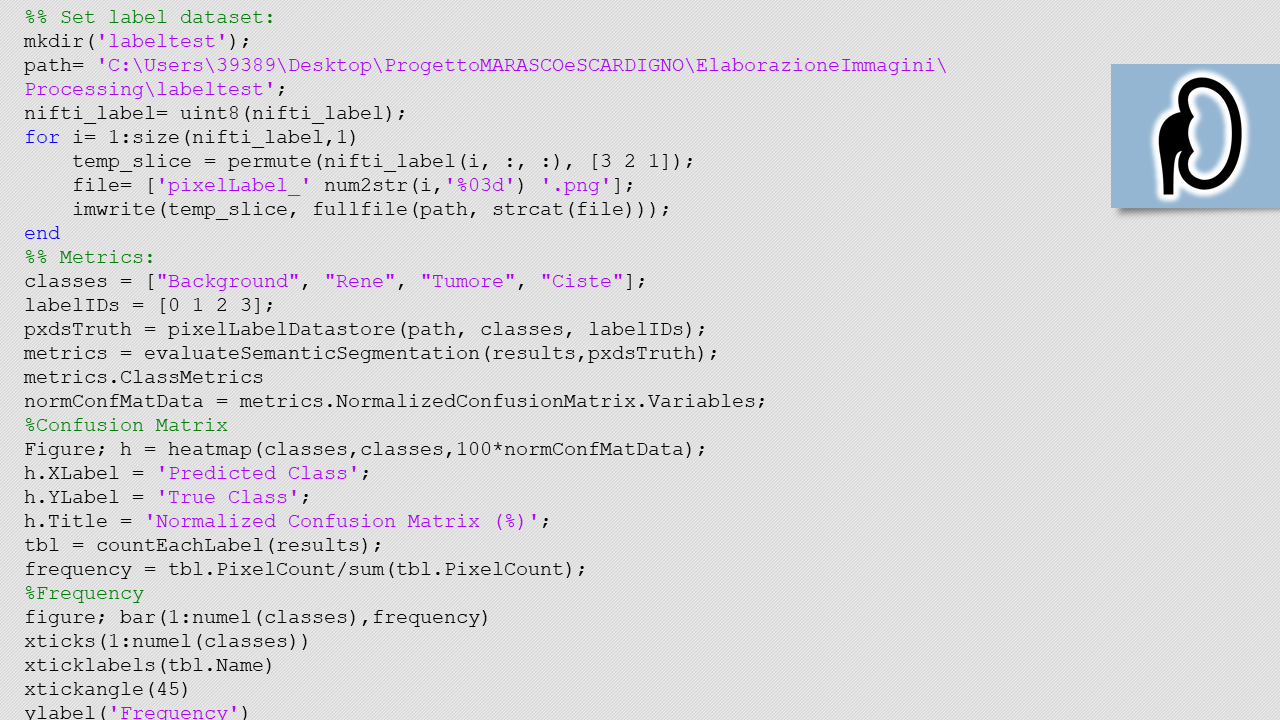 %% Set label dataset:
mkdir('labeltest');
path= 'C:\Users\39389\Desktop\ProgettoMARASCOeSCARDIGNO\ElaborazioneImmagini\
Processing\labeltest';
nifti_label= uint8(nifti_label);
for i= 1:size(nifti_label,1)
    temp_slice = permute(nifti_label(i, :, :), [3 2 1]);
    file= ['pixelLabel_' num2str(i,'%03d') '.png'];
    imwrite(temp_slice, fullfile(path, strcat(file)));
end
%% Metrics:
classes = ["Background", "Rene", "Tumore", "Ciste"];
labelIDs = [0 1 2 3];
pxdsTruth = pixelLabelDatastore(path, classes, labelIDs);
metrics = evaluateSemanticSegmentation(results,pxdsTruth);
metrics.ClassMetrics
normConfMatData = metrics.NormalizedConfusionMatrix.Variables;
%Confusion Matrix
Figure; h = heatmap(classes,classes,100*normConfMatData);
h.XLabel = 'Predicted Class';
h.YLabel = 'True Class';
h.Title = 'Normalized Confusion Matrix (%)';
tbl = countEachLabel(results);
frequency = tbl.PixelCount/sum(tbl.PixelCount);
%Frequency
figure; bar(1:numel(classes),frequency)
xticks(1:numel(classes))
xticklabels(tbl.Name)
xtickangle(45)
ylabel('Frequency')